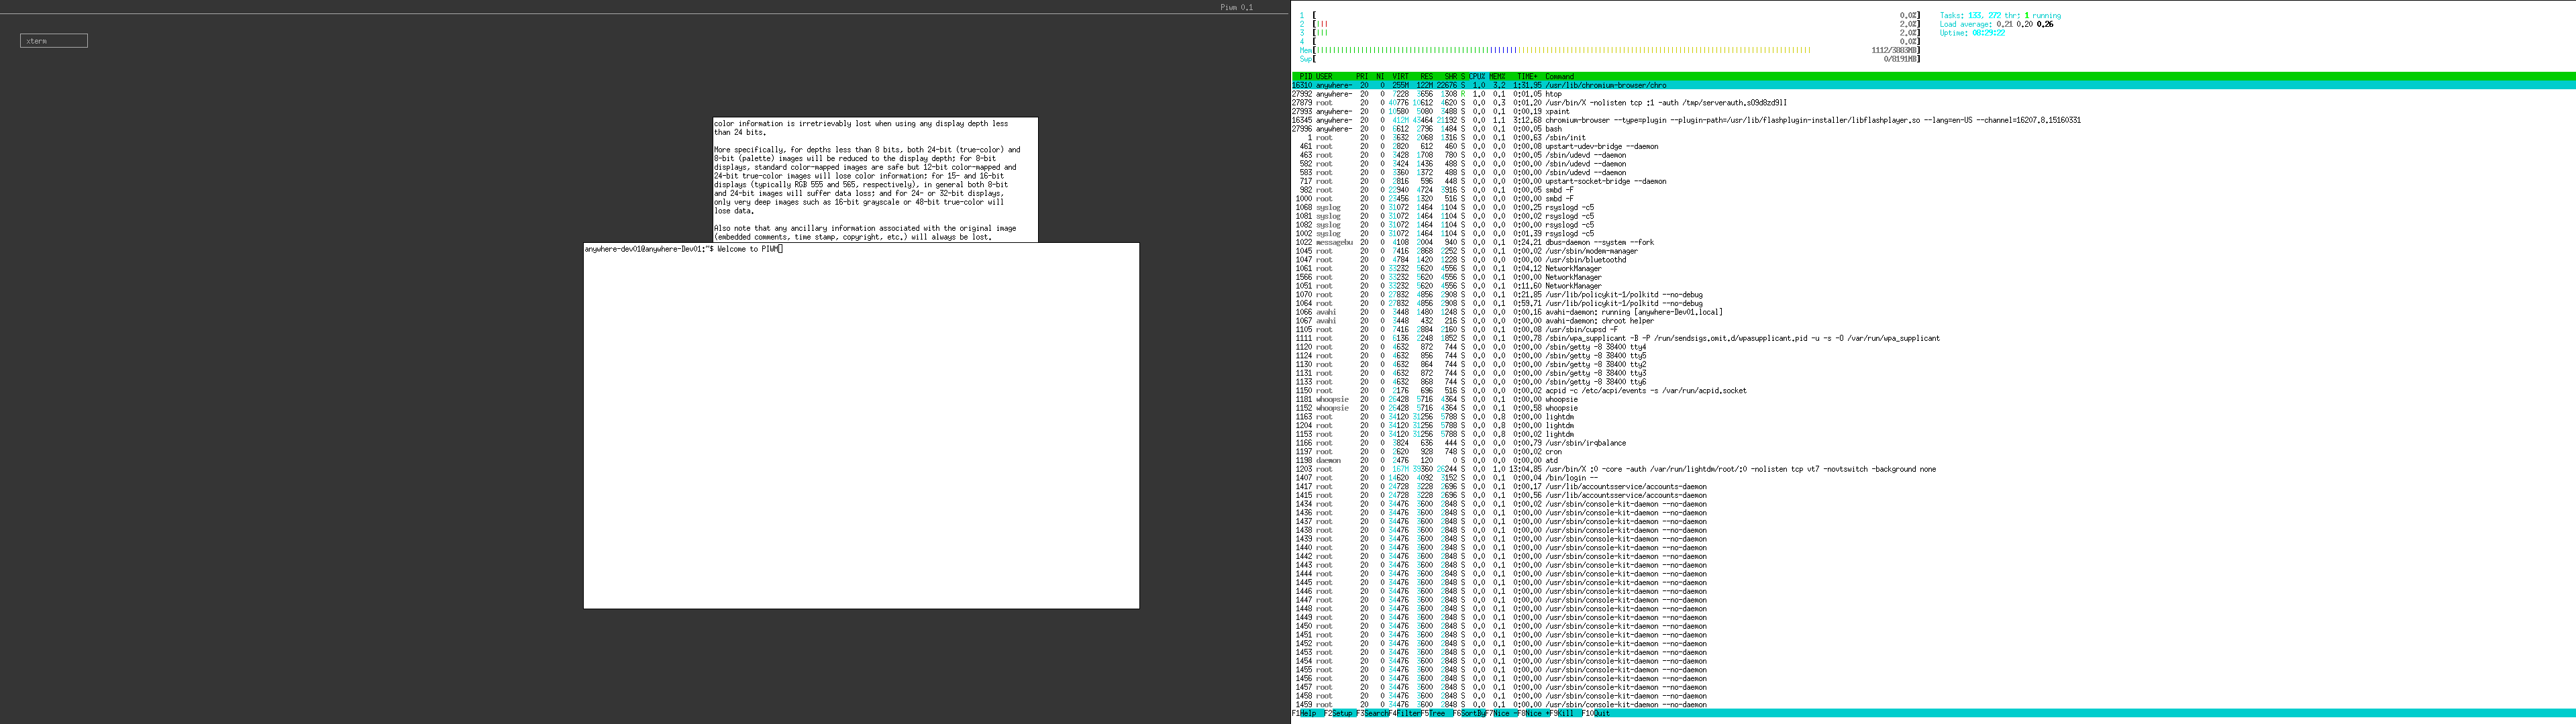 Piwm 0.1
xterm
color information is irretrievably lost when using any display depth less
than 24 bits.
More specifically, for depths less than 8 bits, both 24-bit (true-color) and
8-bit (palette) images will be reduced to the display depth; for 8-bit
displays, standard color-mapped images are safe but 12-bit color-mapped and
24-bit true-color images will lose color information; for 15- and 16-bit
displays (typically RGB 555 and 565, respectively), in general both 8-bit
and 24-bit images will suffer data loss; and for 24- or 32-bit displays,
only very deep images such as 16-bit grayscale or 48-bit true-color will
lose data.
Also note that any ancillary information associated with the original image
(embedded comments, time stamp, copyright, etc.) will always be lost.
anywhere-dev01@anywhere-Dev01:~$ Welcome to PIWM
1 [ 0.0%] Tasks: 133, 272 thr; 1 running
2 [||| 2.0%] Load average: 0.21 0.20 0.26
3 [||| 2.0%] Uptime: 08:29:22
4 [ 0.0%]
Mem[ 1112/3883MB]
Swp[ 0/8191MB]
PID USER PRI NI VIRT RES SHR S CPU% MEM% TIME+ Command
16310 anywhere- 20 0 255M 122M 22676 S 1.0 3.2 1:31.95 /usr/lib/chromium-browser/chro
27992 anywhere- 20 0 7228 3656 1308 R 1.0 0.1 0:01.05 htop
27879 root 20 0 40776 10612 4620 S 0.0 0.3 0:01.20 /usr/bin/X -nolisten tcp :1 -auth /tmp/serverauth.s09d8zd9lI
27993 anywhere- 20 0 10580 5080 3488 S 0.0 0.1 0:00.19 xpaint
16345 anywhere- 20 0 412M 43464 21192 S 0.0 1.1 3:12.68 chromium-browser --type=plugin --plugin-path=/usr/lib/flashplugin-installer/libflashplayer.so --lang=en-US --channel=16207.8.15160331
27996 anywhere- 20 0 6612 2796 1484 S 0.0 0.1 0:00.05 bash
1 root 20 0 3632 2068 1316 S 0.0 0.1 0:00.63 /sbin/init
461 root 20 0 2820 612 460 S 0.0 0.0 0:00.08 upstart-udev-bridge --daemon
463 root 20 0 3428 1708 780 S 0.0 0.0 0:00.05 /sbin/udevd --daemon
582 root 20 0 3424 1436 488 S 0.0 0.0 0:00.00 /sbin/udevd --daemon
583 root 20 0 3360 1372 488 S 0.0 0.0 0:00.00 /sbin/udevd --daemon
717 root 20 0 2816 596 448 S 0.0 0.0 0:00.00 upstart-socket-bridge --daemon
982 root 20 0 22940 4724 3916 S 0.0 0.1 0:00.05 smbd -F
1000 root 20 0 23456 1320 516 S 0.0 0.0 0:00.00 smbd -F
1068 syslog 20 0 31072 1464 1104 S 0.0 0.0 0:00.25 rsyslogd -c5
1081 syslog 20 0 31072 1464 1104 S 0.0 0.0 0:00.02 rsyslogd -c5
1082 syslog 20 0 31072 1464 1104 S 0.0 0.0 0:00.00 rsyslogd -c5
1002 syslog 20 0 31072 1464 1104 S 0.0 0.0 0:01.39 rsyslogd -c5
1022 messagebu 20 0 4108 2004 940 S 0.0 0.1 0:24.21 dbus-daemon --system --fork
1045 root 20 0 7416 2868 2252 S 0.0 0.1 0:00.02 /usr/sbin/modem-manager
1047 root 20 0 4784 1420 1228 S 0.0 0.0 0:00.00 /usr/sbin/bluetoothd
1061 root 20 0 33232 5620 4556 S 0.0 0.1 0:04.12 NetworkManager
1566 root 20 0 33232 5620 4556 S 0.0 0.1 0:00.00 NetworkManager
1051 root 20 0 33232 5620 4556 S 0.0 0.1 0:11.60 NetworkManager
1070 root 20 0 27832 4856 2908 S 0.0 0.1 0:21.85 /usr/lib/policykit-1/polkitd --no-debug
1064 root 20 0 27832 4856 2908 S 0.0 0.1 0:59.71 /usr/lib/policykit-1/polkitd --no-debug
1066 avahi 20 0 3448 1480 1248 S 0.0 0.0 0:00.16 avahi-daemon: running [anywhere-Dev01.local]
1067 avahi 20 0 3448 432 216 S 0.0 0.0 0:00.00 avahi-daemon: chroot helper
1105 root 20 0 7416 2884 2160 S 0.0 0.1 0:00.08 /usr/sbin/cupsd -F
1111 root 20 0 6136 2248 1852 S 0.0 0.1 0:00.78 /sbin/wpa_supplicant -B -P /run/sendsigs.omit.d/wpasupplicant.pid -u -s -O /var/run/wpa_supplicant
1120 root 20 0 4632 872 744 S 0.0 0.0 0:00.00 /sbin/getty -8 38400 tty4
1124 root 20 0 4632 856 744 S 0.0 0.0 0:00.00 /sbin/getty -8 38400 tty5
1130 root 20 0 4632 864 744 S 0.0 0.0 0:00.00 /sbin/getty -8 38400 tty2
1131 root 20 0 4632 872 744 S 0.0 0.0 0:00.00 /sbin/getty -8 38400 tty3
1133 root 20 0 4632 868 744 S 0.0 0.0 0:00.00 /sbin/getty -8 38400 tty6
1150 root 20 0 2176 696 516 S 0.0 0.0 0:00.02 acpid -c /etc/acpi/events -s /var/run/acpid.socket
1181 whoopsie 20 0 26428 5716 4364 S 0.0 0.1 0:00.00 whoopsie
1152 whoopsie 20 0 26428 5716 4364 S 0.0 0.1 0:00.58 whoopsie
1163 root 20 0 34120 31256 5788 S 0.0 0.8 0:00.00 lightdm
1204 root 20 0 34120 31256 5788 S 0.0 0.8 0:00.00 lightdm
1153 root 20 0 34120 31256 5788 S 0.0 0.8 0:00.02 lightdm
1166 root 20 0 3824 636 444 S 0.0 0.0 0:00.79 /usr/sbin/irqbalance
1197 root 20 0 2620 928 748 S 0.0 0.0 0:00.02 cron
1198 daemon 20 0 2476 120 0 S 0.0 0.0 0:00.00 atd
1203 root 20 0 167M 39360 26244 S 0.0 1.0 13:04.85 /usr/bin/X :0 -core -auth /var/run/lightdm/root/:0 -nolisten tcp vt7 -novtswitch -background none
1407 root 20 0 14620 4092 3152 S 0.0 0.1 0:00.04 /bin/login --
1417 root 20 0 24728 3228 2696 S 0.0 0.1 0:00.17 /usr/lib/accountsservice/accounts-daemon
1415 root 20 0 24728 3228 2696 S 0.0 0.1 0:00.56 /usr/lib/accountsservice/accounts-daemon
1434 root 20 0 34476 3600 2848 S 0.0 0.1 0:00.02 /usr/sbin/console-kit-daemon --no-daemon
1436 root 20 0 34476 3600 2848 S 0.0 0.1 0:00.00 /usr/sbin/console-kit-daemon --no-daemon
1437 root 20 0 34476 3600 2848 S 0.0 0.1 0:00.00 /usr/sbin/console-kit-daemon --no-daemon
1438 root 20 0 34476 3600 2848 S 0.0 0.1 0:00.00 /usr/sbin/console-kit-daemon --no-daemon
1439 root 20 0 34476 3600 2848 S 0.0 0.1 0:00.00 /usr/sbin/console-kit-daemon --no-daemon
1440 root 20 0 34476 3600 2848 S 0.0 0.1 0:00.00 /usr/sbin/console-kit-daemon --no-daemon
1442 root 20 0 34476 3600 2848 S 0.0 0.1 0:00.00 /usr/sbin/console-kit-daemon --no-daemon
1443 root 20 0 34476 3600 2848 S 0.0 0.1 0:00.00 /usr/sbin/console-kit-daemon --no-daemon
1444 root 20 0 34476 3600 2848 S 0.0 0.1 0:00.00 /usr/sbin/console-kit-daemon --no-daemon
1445 root 20 0 34476 3600 2848 S 0.0 0.1 0:00.00 /usr/sbin/console-kit-daemon --no-daemon
1446 root 20 0 34476 3600 2848 S 0.0 0.1 0:00.00 /usr/sbin/console-kit-daemon --no-daemon
1447 root 20 0 34476 3600 2848 S 0.0 0.1 0:00.00 /usr/sbin/console-kit-daemon --no-daemon
1448 root 20 0 34476 3600 2848 S 0.0 0.1 0:00.00 /usr/sbin/console-kit-daemon --no-daemon
1449 root 20 0 34476 3600 2848 S 0.0 0.1 0:00.00 /usr/sbin/console-kit-daemon --no-daemon
1450 root 20 0 34476 3600 2848 S 0.0 0.1 0:00.00 /usr/sbin/console-kit-daemon --no-daemon
1451 root 20 0 34476 3600 2848 S 0.0 0.1 0:00.00 /usr/sbin/console-kit-daemon --no-daemon
1452 root 20 0 34476 3600 2848 S 0.0 0.1 0:00.00 /usr/sbin/console-kit-daemon --no-daemon
1453 root 20 0 34476 3600 2848 S 0.0 0.1 0:00.00 /usr/sbin/console-kit-daemon --no-daemon
1454 root 20 0 34476 3600 2848 S 0.0 0.1 0:00.00 /usr/sbin/console-kit-daemon --no-daemon
1455 root 20 0 34476 3600 2848 S 0.0 0.1 0:00.00 /usr/sbin/console-kit-daemon --no-daemon
1456 root 20 0 34476 3600 2848 S 0.0 0.1 0:00.00 /usr/sbin/console-kit-daemon --no-daemon
1457 root 20 0 34476 3600 2848 S 0.0 0.1 0:00.00 /usr/sbin/console-kit-daemon --no-daemon
1458 root 20 0 34476 3600 2848 S 0.0 0.1 0:00.00 /usr/sbin/console-kit-daemon --no-daemon
1459 root 20 0 34476 3600 2848 S 0.0 0.1 0:00.00 /usr/sbin/console-kit-daemon --no-daemon
F1Help F2Setup F3SearchF4FilterF5Tree F6SortByF7Nice -F8Nice +F9Kill F10Quit